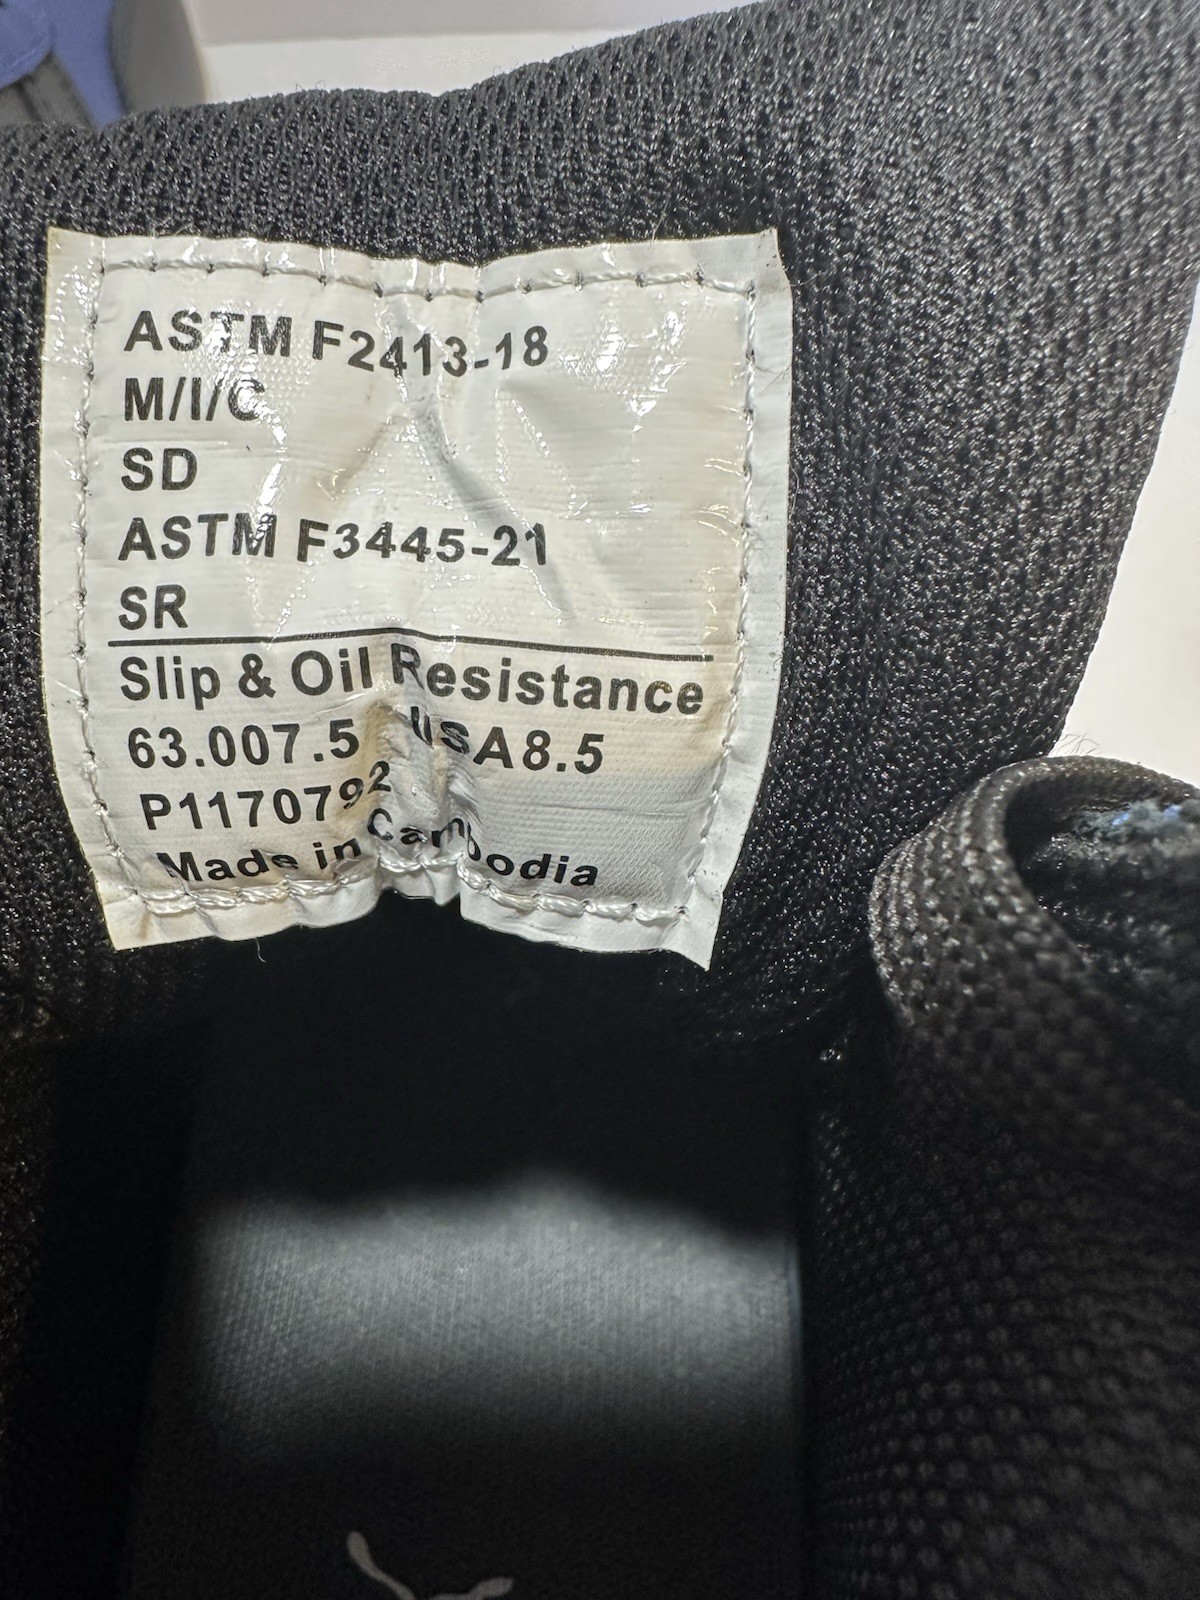 ASTM F2413-18
M/I/C
SD
ASTM F3445-21
SR
Slip & Oil Resistance
63.007.5 USA8.5
P1170792
Made in Cambodia